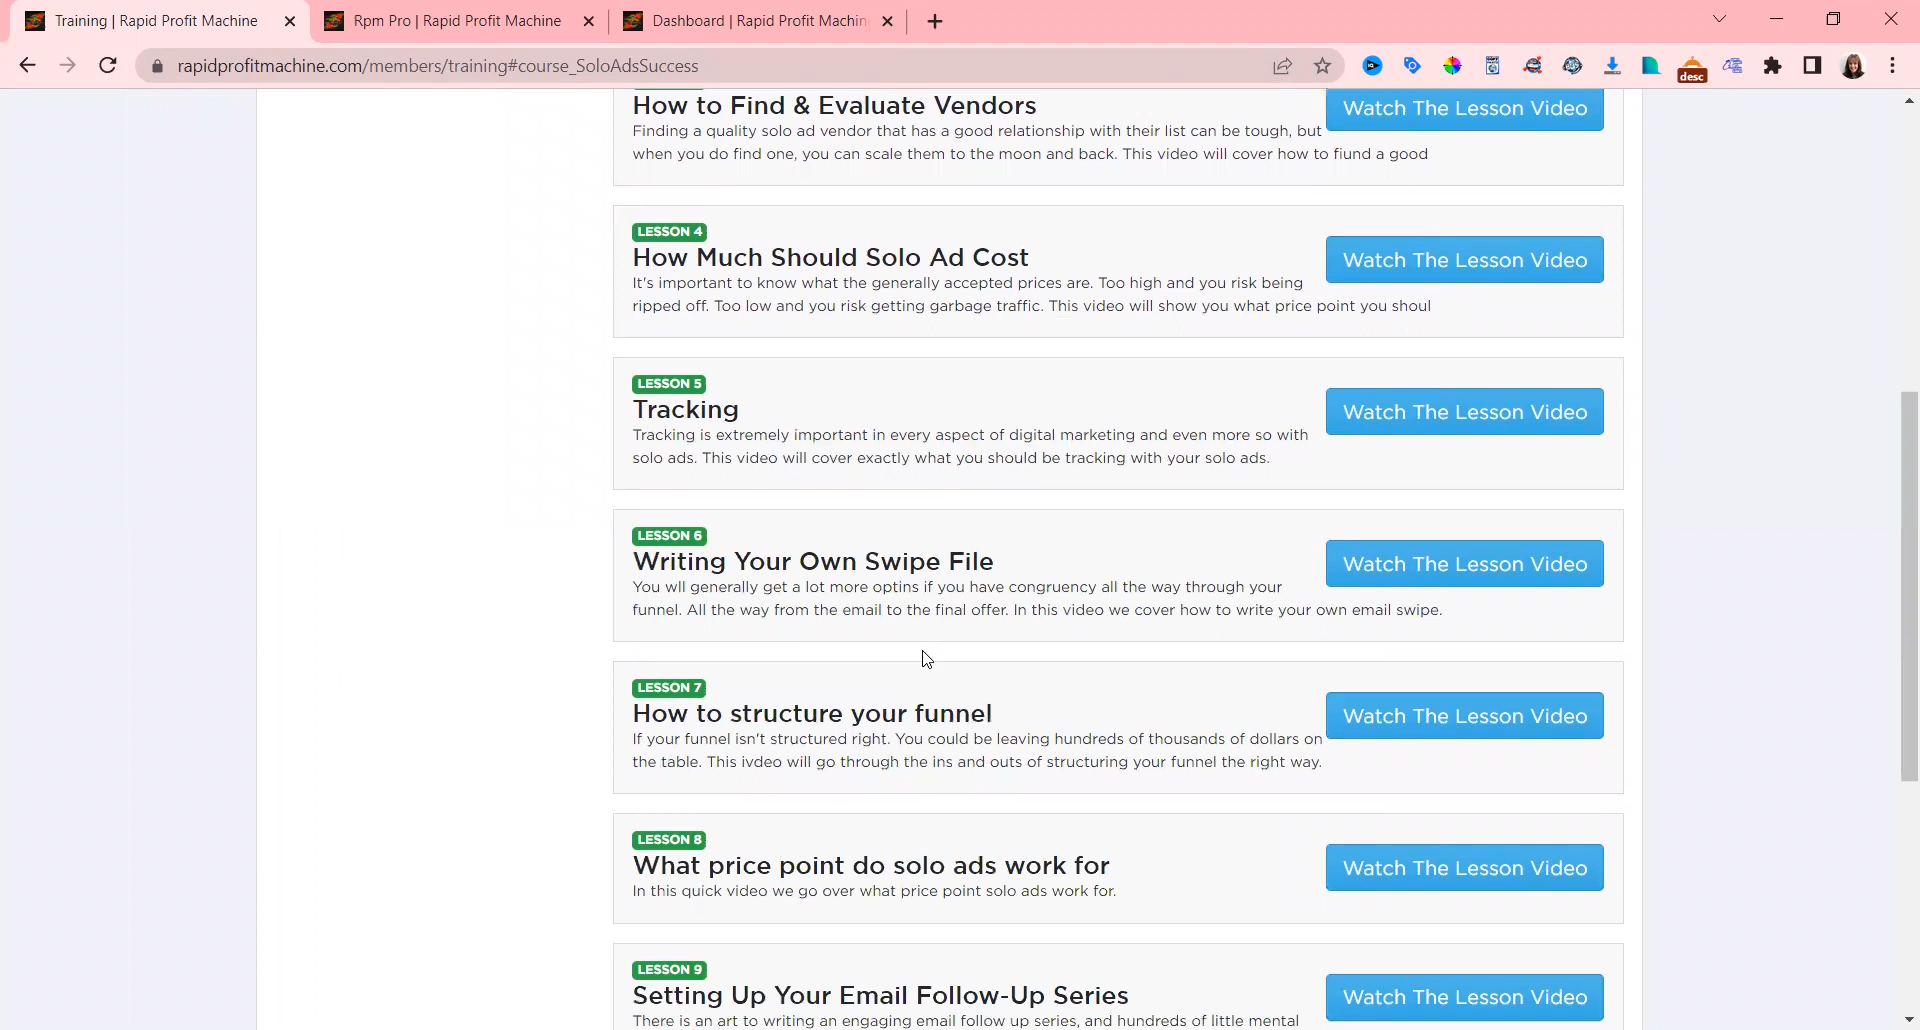 Training | Rapid Profit Machine
Rpm Pro | Rapid Profit Machine
Dashboard | Rapid Profit Machin
rapidprofitmachine.com/members/training#course_SoloAdsSuccess
desc
How to Find & Evaluate Vendors
Watch The Lesson Video
Finding a quality solo ad vendor that has a good relationship with their list can be tough, but
when you do find one, you can scale them to the moon and back. This video will cover how to fiund a good
LESSON 4
How Much Should Solo Ad Cost
Watch The Lesson Video
It's important to know what the generally accepted prices are. Too high and you risk being
ripped off. Too low and you risk getting garbage traffic. This video will show you what price point you shoul
LESSON 5
Tracking
Watch The Lesson Video
Tracking is extremely important in every aspect of digital marketing and even more so with
solo ads. This video will cover exactly what you should be tracking with your solo ads.
LESSON 6
Writing Your Own Swipe File
Watch The Lesson Video
You wll generally get a lot more optins if you have congruency all the way through your
funnel. All the way from the email to the final offer. In this video we cover how to write your own email swipe.
LESSON 7
How to structure your funnel
Watch The Lesson Video
If your funnel isn't structured right. You could be leaving hundreds of thousands of dollars on
the table. This ivdeo will go through the ins and outs of structuring your funnel the right way.
LESSON 8
What price point do solo ads work for
Watch The Lesson Video
In this quick video we go over what price point solo ads work for.
LESSON 9
Setting Up Your Email Follow-Up Series
Watch The Lesson Video
There is an art to writing an engaging email follow up series, and hundreds of little mental